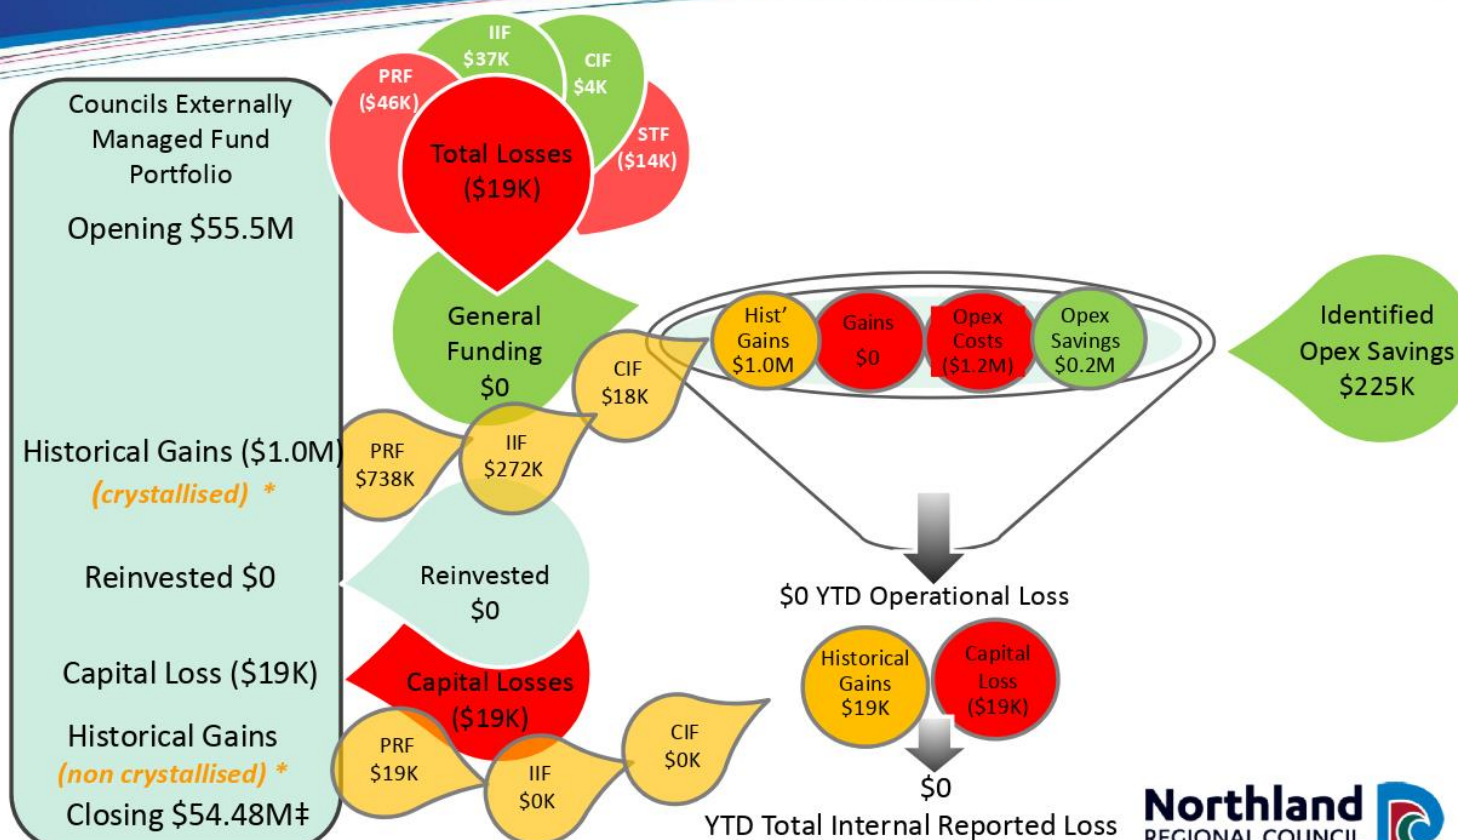 Councils Externally
Managed Fund
Portfolio
Opening $55.5M
Historical Gains ($1.0M)
(crystallised) *
Reinvested $0
Capital Loss ($19K)
Historical Gains
(non crystallised) *
Closing $54.48M‡
PRF
($46K)
IIF
$37K
CIF
$4K
STF
($14K)
Total Losses
($19K)
General
Funding
$0
CIF
$18K
IIF
$272K
PRF
$738K
Reinvested
$0
Capital Losses
($19K)
PRF
$19K
IIF
$0K
CIF
$0K
Hist’
Gains
$1.0M
Gains
$0
Opex
Costs
($1.2M)
Opex
Savings
$0.2M
Identified
Opex Savings
$225K
$0 YTD Operational Loss
Historical
Gains
$19K
Capital
Loss
($19K)
$0
YTD Total Internal Reported Loss
Northland
REGIONAL COUNCIL